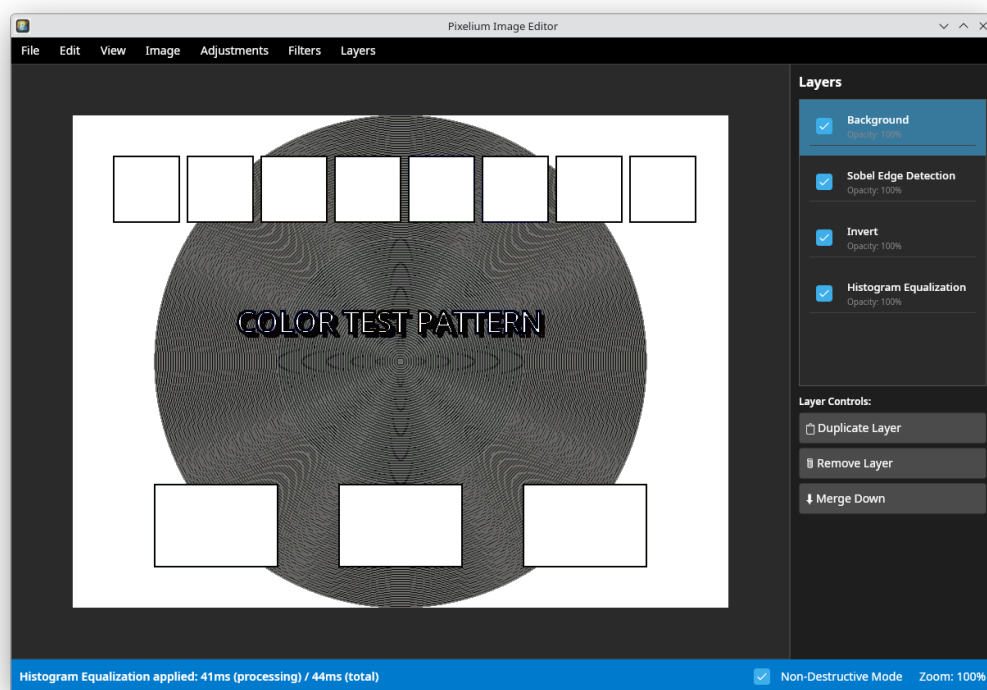 Pixelium Image Editor
File Edit View Image Adjustments Filters Layers
Layers
Background
Opacity: 100%
Sobel Edge Detection
Opacity: 100%
Invert
Opacity: 100%
Histogram Equalization
Opacity: 100%
COLOR TEST PATTERN
Layer Controls:
Duplicate Layer
Remove Layer
Merge Down
Histogram Equalization applied: 41ms (processing) / 44ms (total)
Non-Destructive Mode Zoom: 100%